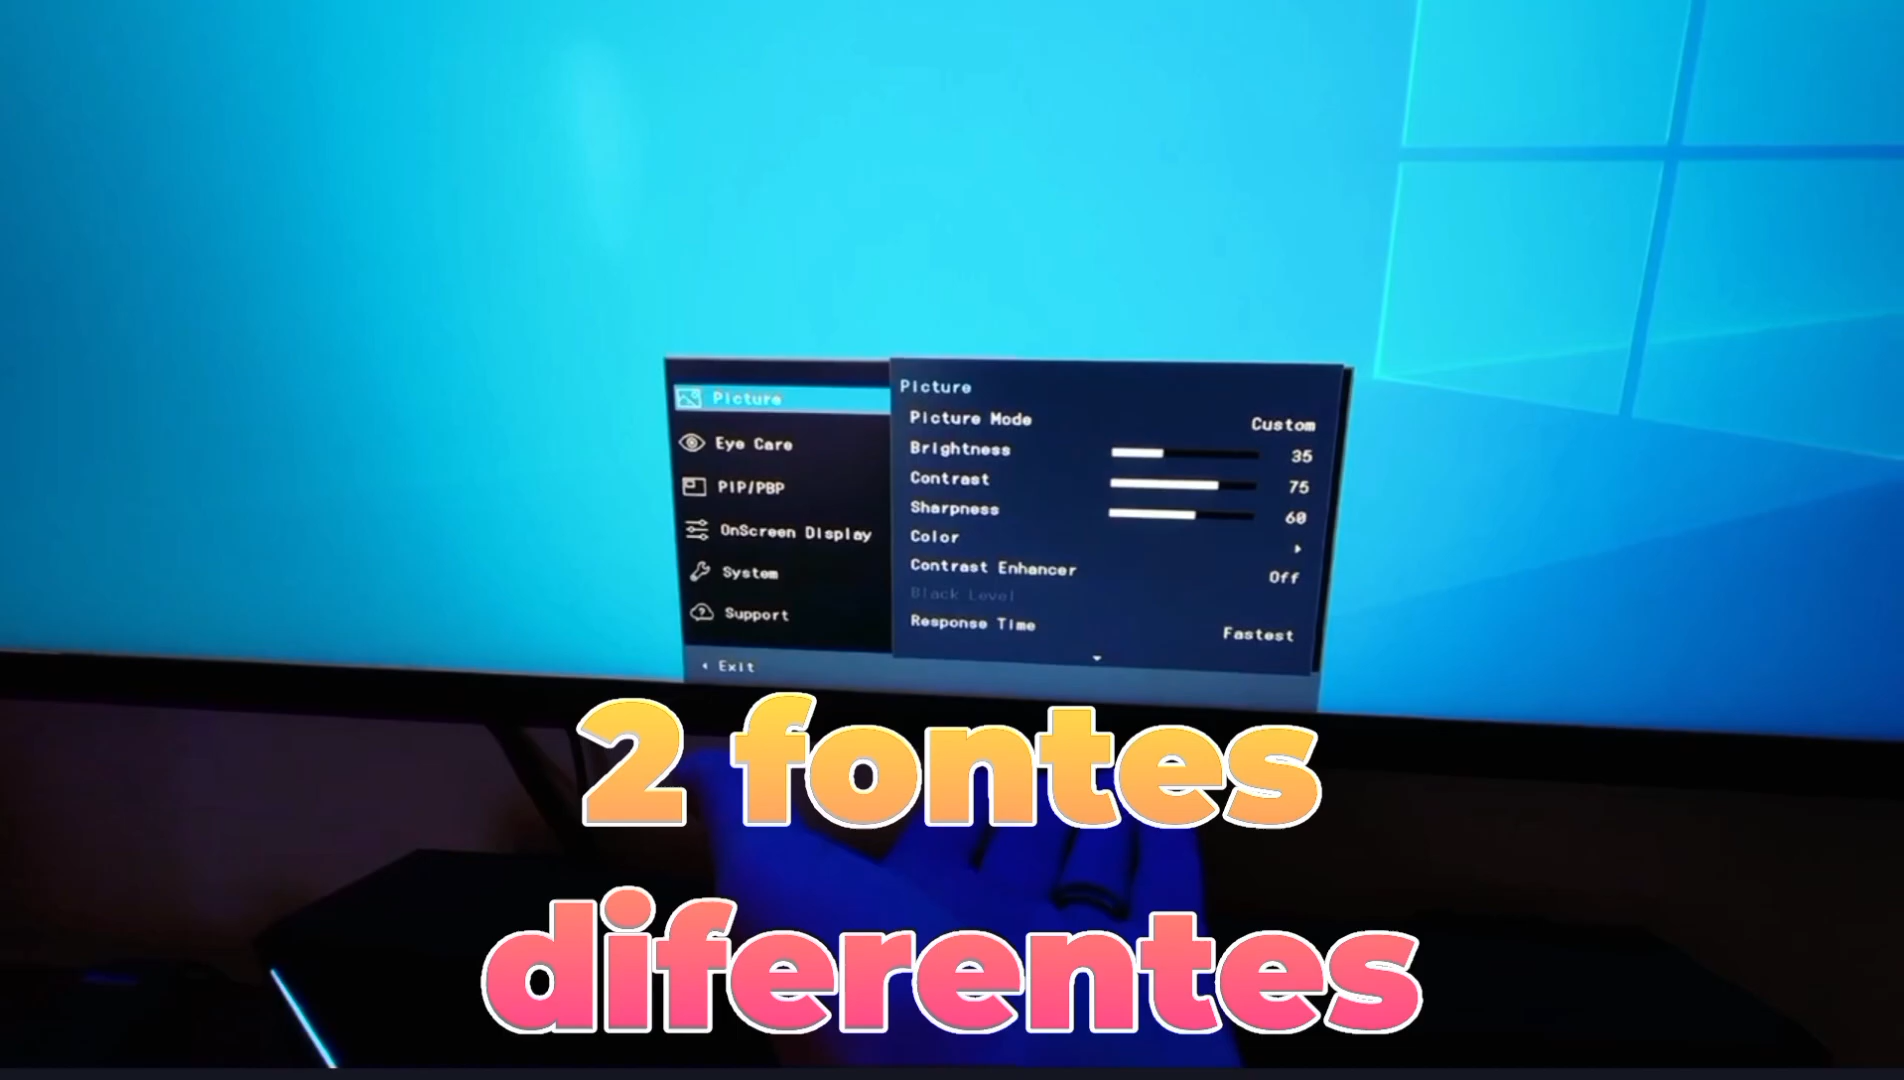 Picture
Eye Care
PIP/PBP
OnScreen Display
System
Support
Exit
Picture
Picture Mode Custom
Brightness 35
Contrast 75
Sharpness 60
Color
Contrast Enhancer Off
Black Level
Response Time Fastest
2 fontes
diferentes